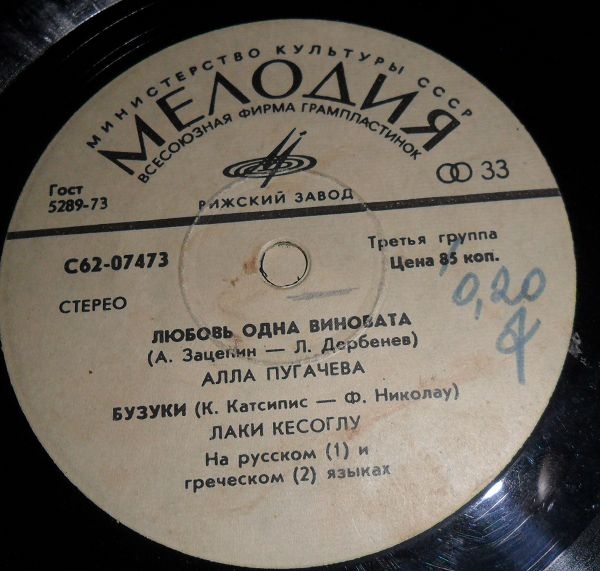 МИНИСТЕРСТВО КУЛЬТУРЫ СССР
МЕЛОДИЯ
ВСЕСОЮЗНАЯ ФИРМА ГРАМПЛАСТИНОК
Гост
5289-73
РИЖСКИЙ ЗАВОД
33
С62-07473
Третья группа
Цена 85 коп.
СТЕРЕО
0,20
ЛЮБОВЬ ОДНА ВИНОВАТА
(А. Зацепин — Л. Дербенев)
АЛЛА ПУГАЧЕВА
БУЗУКИ (К. Катсипис — Ф. Николау)
ЛАКИ КЕСОГЛУ
На русском (1) и
греческом (2) языках